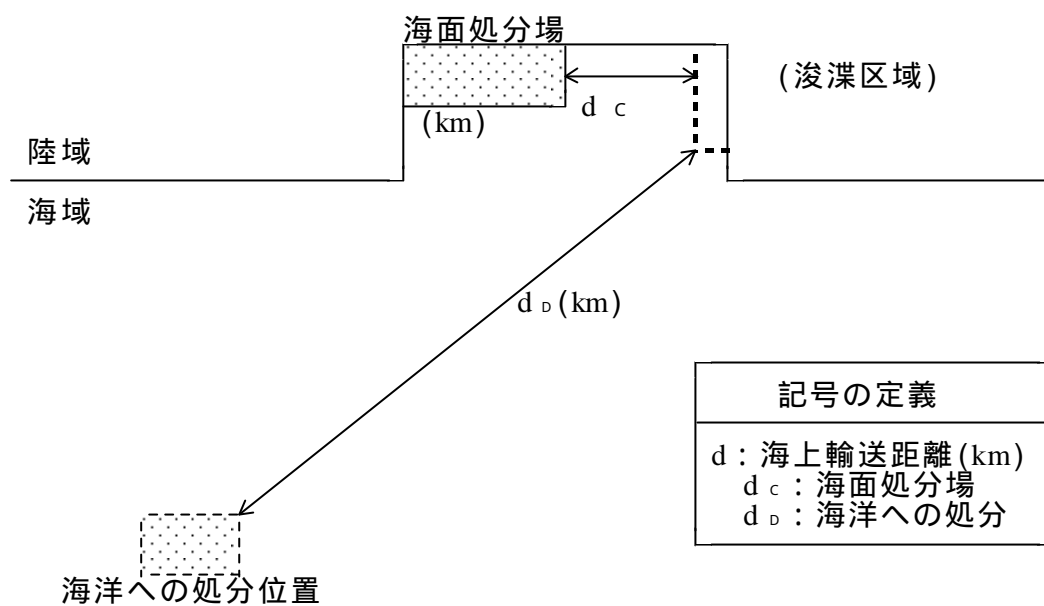 海面処分場
(浚渫区域)
d C
(km)
陸域
海域
d D (km)
記号の定義
d：海上輸送距離(km)
d C：海面処分場
d D：海洋への処分
海洋への処分位置